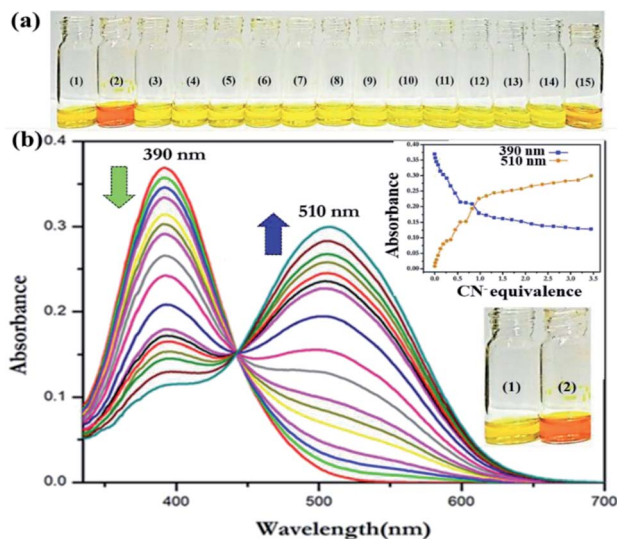 (a)
(1) (2) (3) (4) (5) (6) (7) (8) (9) (10) (11) (12) (13) (14) (15)
(b)
390 nm
510 nm
Absorbance
0.4
0.3
0.2
0.1
0.0
400 500 600 700
Wavelength(nm)
390 nm
510 nm
Absorbance
0.40
0.35
0.30
0.25
0.20
0.15
0.10
0.05
0.00
0.0 0.5 1.0 1.5 2.0 2.5 3.0 3.5
CN⁻ equivalence
(1) (2)